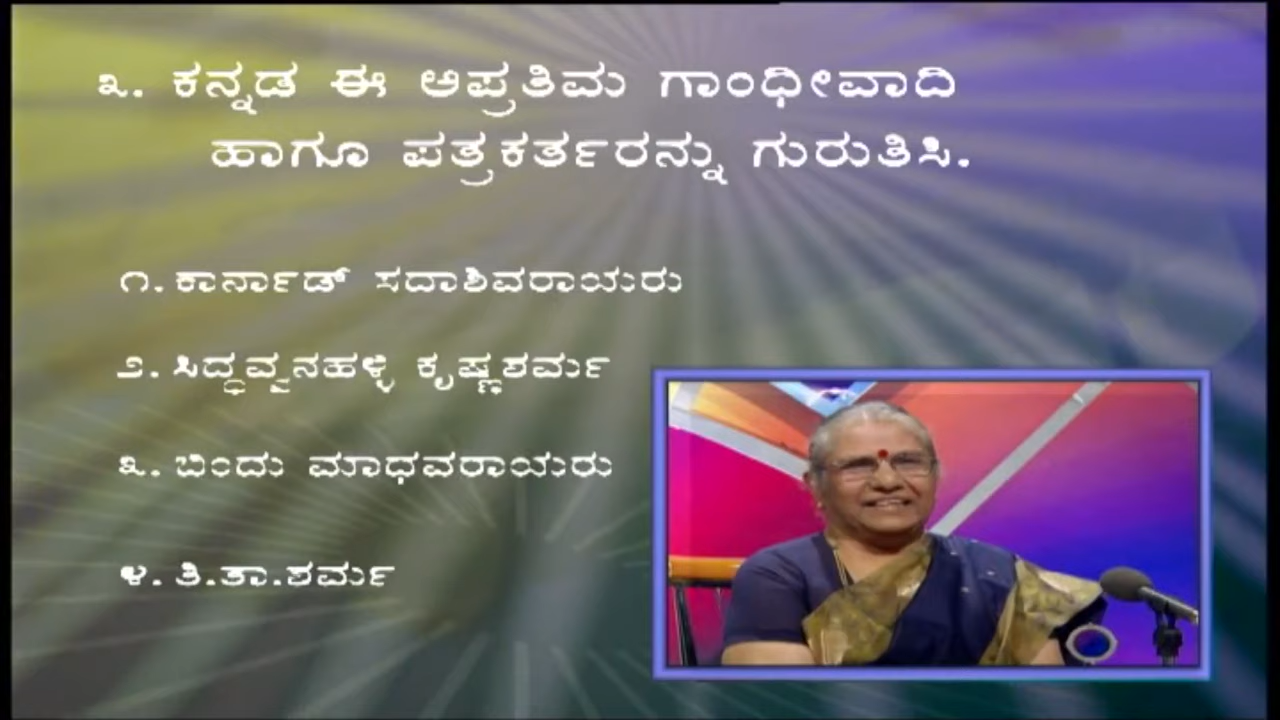 ೩. ಕನ್ನಡ ಈ ಅಪ್ರತಿಮ ಗಾಂಧೀವಾದಿ
ಹಾಗೂ ಪತ್ರಕರ್ತರನ್ನು ಗುರುತಿಸಿ.
೧. ಕಾರ್ನಾಡ್ ಸದಾಶಿವರಾಯರು
೨. ಸಿದ್ಧವ್ವನಹಳ್ಳಿ ಕೃಷ್ಣಶರ್ಮ
೩. ಬಿಂದು ಮಾಧವರಾಯರು
೪. ತಿ.ತಾ.ಶರ್ಮ